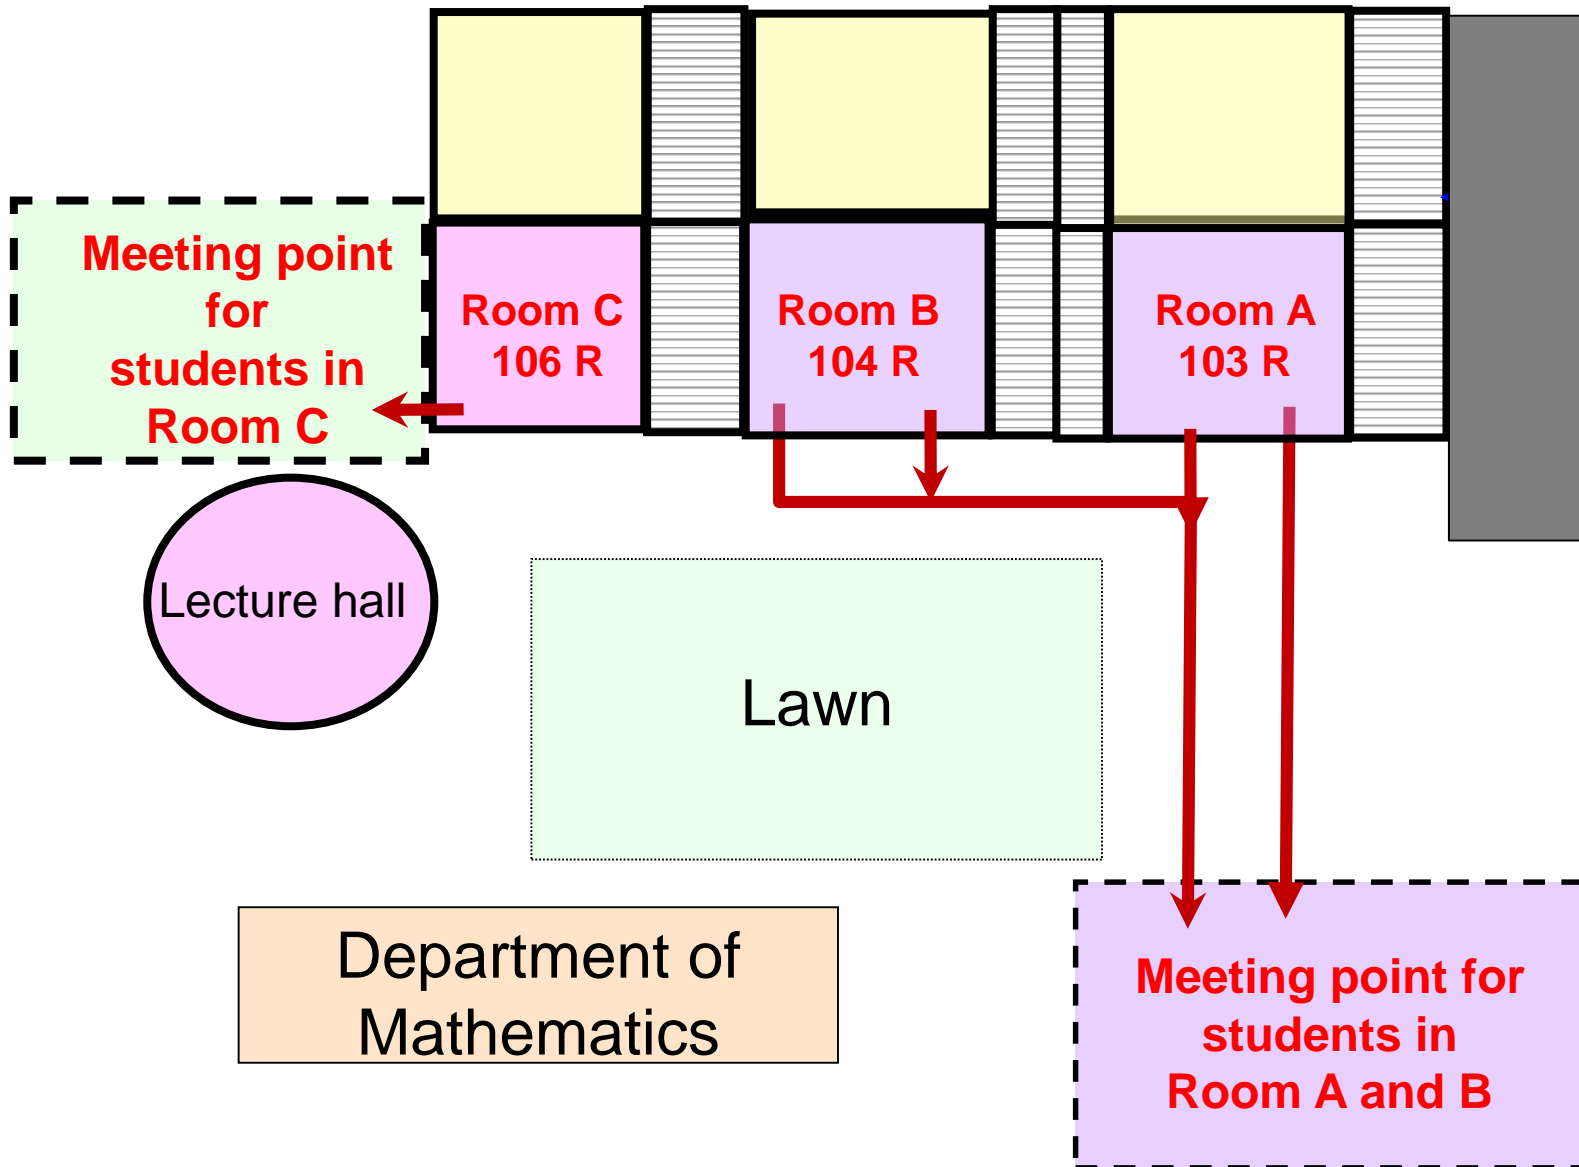 Meeting point
for
students in
Room C
Room C
106 R
Room B
104 R
Room A
103 R
Lecture hall
Lawn
Department of
Mathematics
Meeting point for
students in
Room A and B